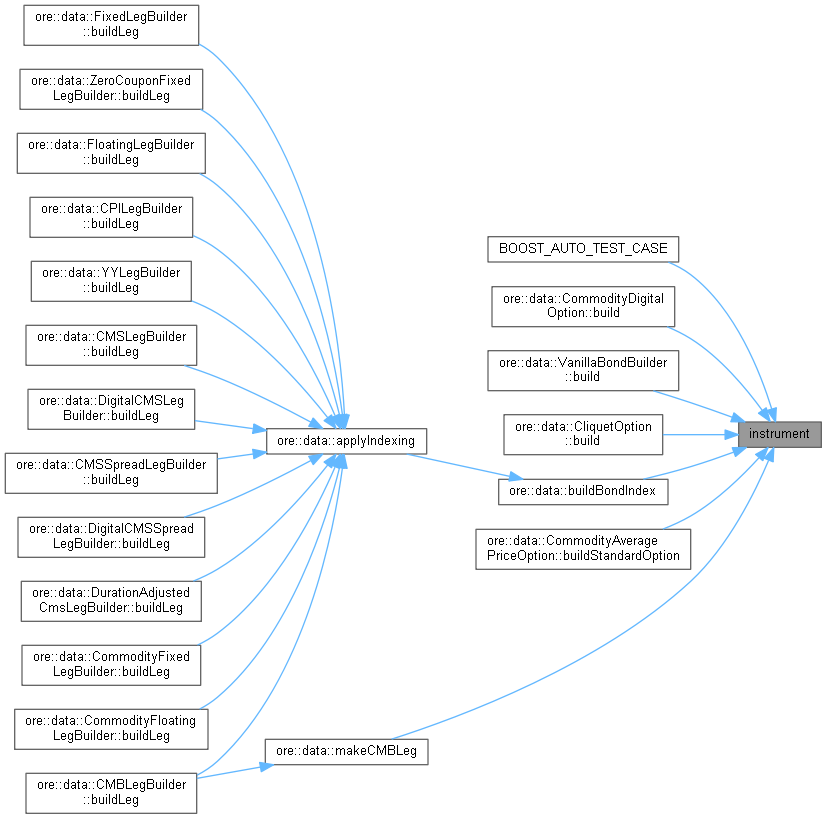 ore::data::FixedLegBuilder
::buildLeg
ore::data::ZeroCouponFixed
LegBuilder::buildLeg
ore::data::FloatingLegBuilder
::buildLeg
ore::data::CPILegBuilder
::buildLeg
ore::data::YYLegBuilder
::buildLeg
ore::data::CMSLegBuilder
::buildLeg
ore::data::DigitalCMSLeg
Builder::buildLeg
ore::data::CMSSpreadLegBuilder
::buildLeg
ore::data::DigitalCMSSpread
LegBuilder::buildLeg
ore::data::DurationAdjusted
CmsLegBuilder::buildLeg
ore::data::CommodityFixed
LegBuilder::buildLeg
ore::data::CommodityFloating
LegBuilder::buildLeg
ore::data::CMBLegBuilder
::buildLeg
ore::data::applyIndexing
ore::data::makeCMBLeg
BOOST_AUTO_TEST_CASE
ore::data::CommodityDigital
Option::build
ore::data::VanillaBondBuilder
::build
ore::data::CliquetOption
::build
ore::data::buildBondIndex
ore::data::CommodityAverage
PriceOption::buildStandardOption
instrument